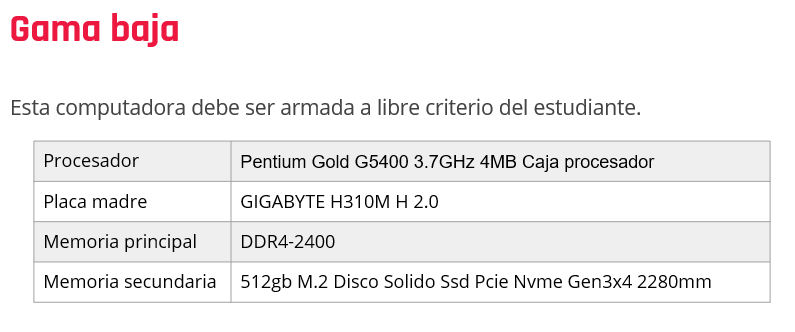 Gama baja
Esta computadora debe ser armada a libre criterio del estudiante.
Procesador Pentium Gold G5400 3.7GHz 4MB Caja procesador
Placa madre GIGABYTE H310M H 2.0
Memoria principal DDR4-2400
Memoria secundaria 512gb M.2 Disco Solido Ssd Pcie Nvme Gen3x4 2280mm